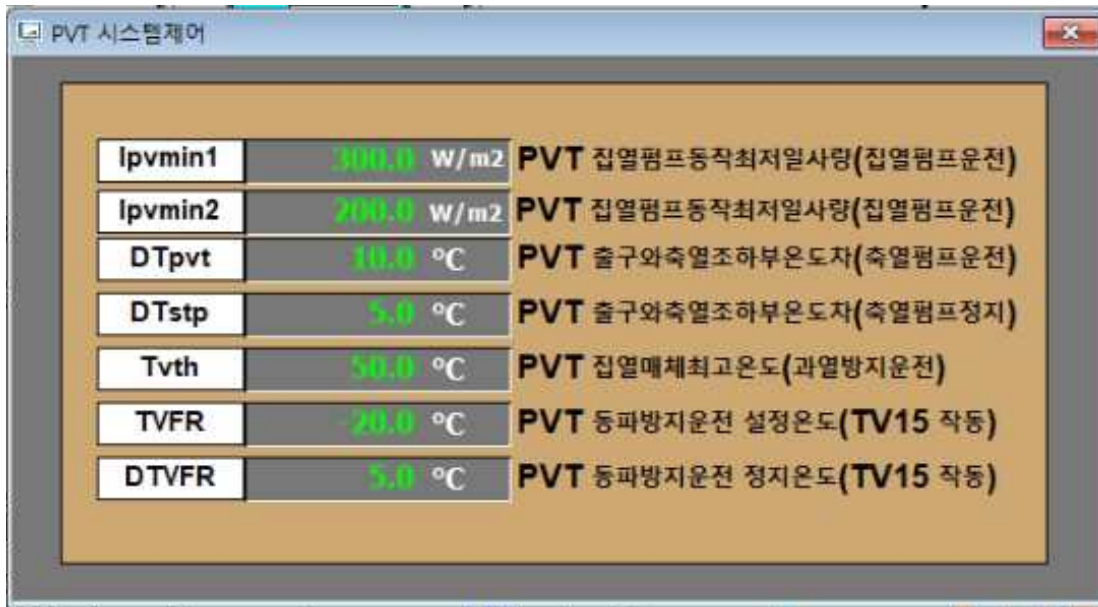 PVT 시스템제어
Ipvmin1 300.0 W/m2 PVT 집열펌프동작최저일사량(집열펌프운전)
Ipvmin2 200.0 W/m2 PVT 집열펌프동작최저일사량(집열펌프운전)
DTpvt 10.0 °C PVT 출구와축열조하부온도차(축열펌프운전)
DTstp 5.0 °C PVT 출구와축열조하부온도차(축열펌프정지)
Tvth 50.0 °C PVT 집열매체최고온도(과열방지운전)
TVFR -20.0 °C PVT 동파방지운전 설정온도(TV15 작동)
DTVFR 5.0 °C PVT 동파방지운전 정지온도(TV15 작동)